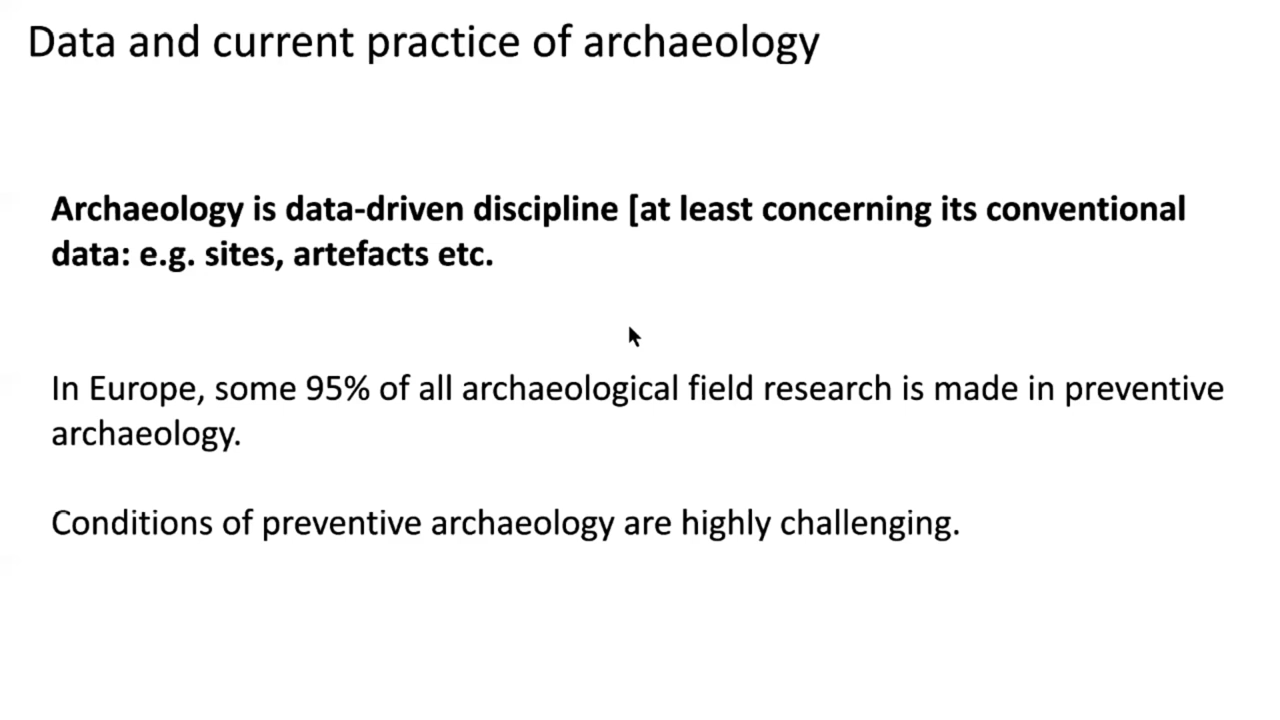 Data and current practice of archaeology
Archaeology is data-driven discipline [at least concerning its conventional
data: e.g. sites, artefacts etc.
In Europe, some 95% of all archaeological field research is made in preventive
archaeology.
Conditions of preventive archaeology are highly challenging.